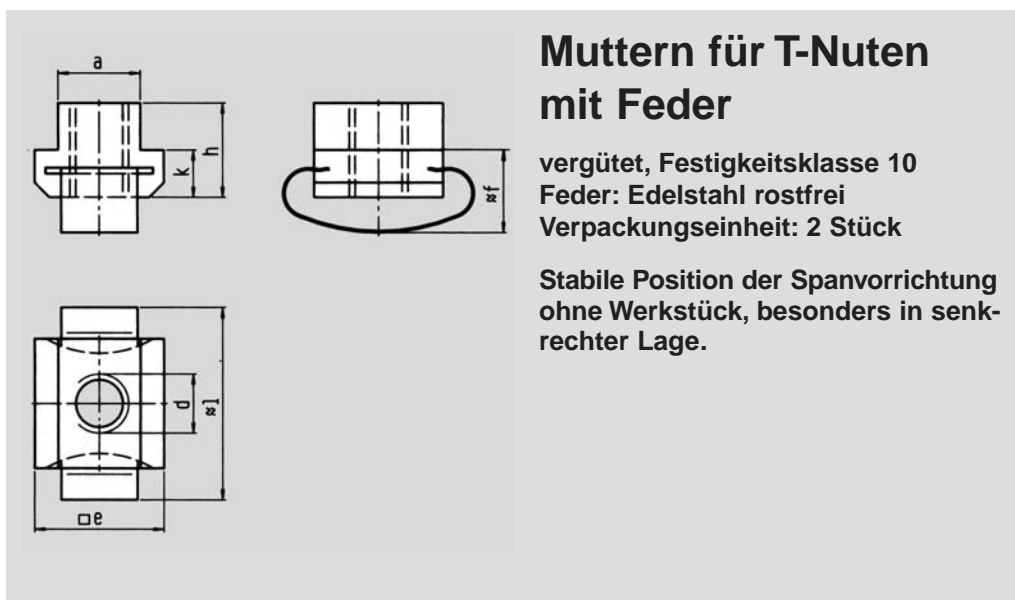 Muttern für T-Nuten
mit Feder
vergütet, Festigkeitsklasse 10
Feder: Edelstahl rostfrei
Verpackungseinheit: 2 Stück
Stabile Position der Spanvorrichtung
ohne Werkstück, besonders in senk-
rechter Lage.
a
k
h
≈f
d
≈l
□e